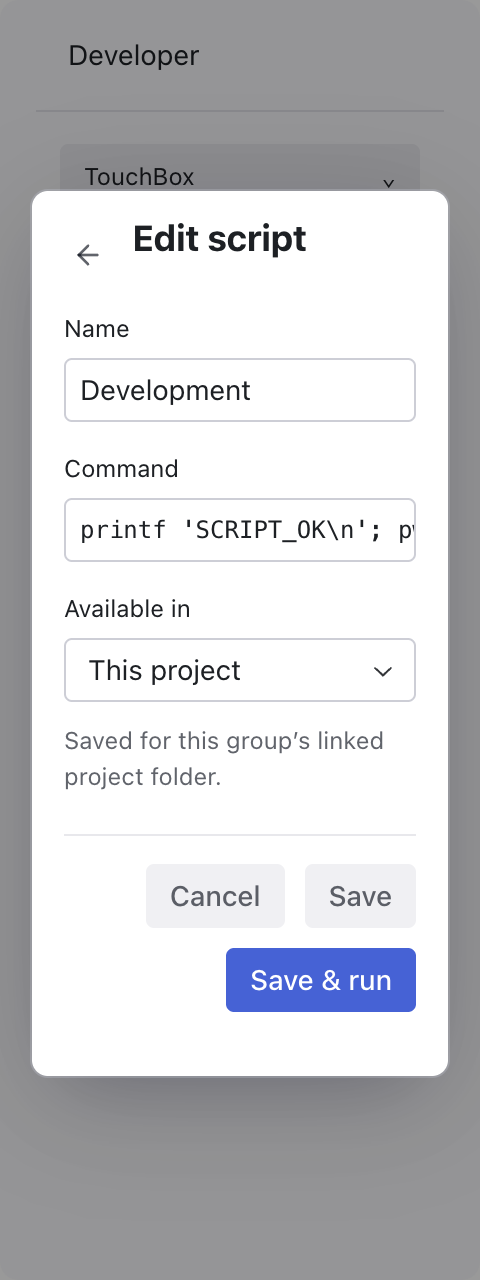 Developer
TouchBox
Edit script
Name
Development
Command
printf 'SCRIPT_OK\n'; p
Available in
This project
Saved for this group’s linked
project folder.
Cancel
Save
Save & run